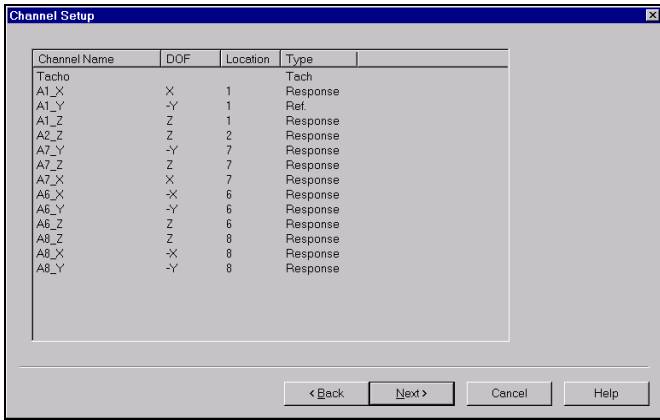 Channel Setup
Channel Name DOF Location Type
Tacho Tach
A1_X X 1 Response
A1_Y -Y 1 Ref.
A1_Z Z 1 Response
A2_Z Z 2 Response
A7_Y -Y 7 Response
A7_Z Z 7 Response
A7_X X 7 Response
A6_X -X 6 Response
A6_Y -Y 6 Response
A6_Z Z 6 Response
A8_Z Z 8 Response
A8_X -X 8 Response
A8_Y -Y 8 Response
< Back Next > Cancel Help